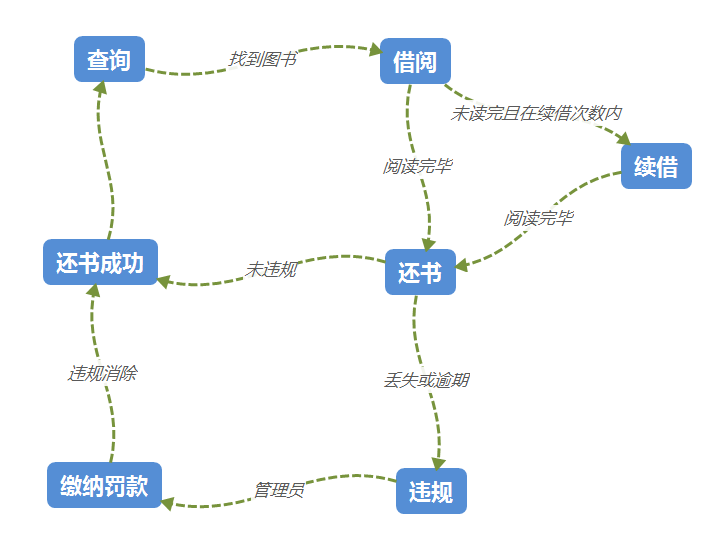 查询
找到图书
借阅
未读完且在续借次数内
阅读完毕
续借
阅读完毕
还书成功
未违规
还书
违规消除
丢失或逾期
缴纳罚款
管理员
违规